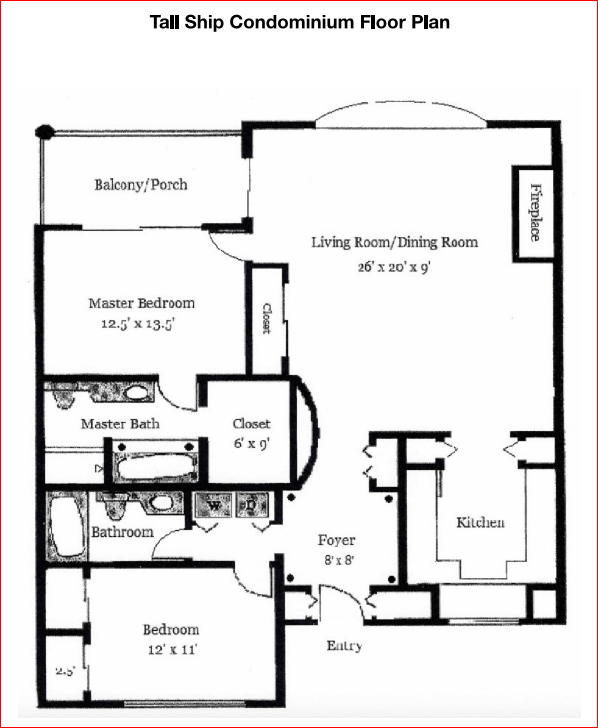 Tall Ship Condominium Floor Plan
Balcony/Porch
Living Room/Dining Room
26' x 20' x 9'
Fireplace
Master Bedroom
12.5' x 13.5'
Closet
Master Bath
Closet
6' x 9'
W
D
Bathroom
Foyer
8' x 8'
Kitchen
Bedroom
12' x 11'
2.5'
Entry